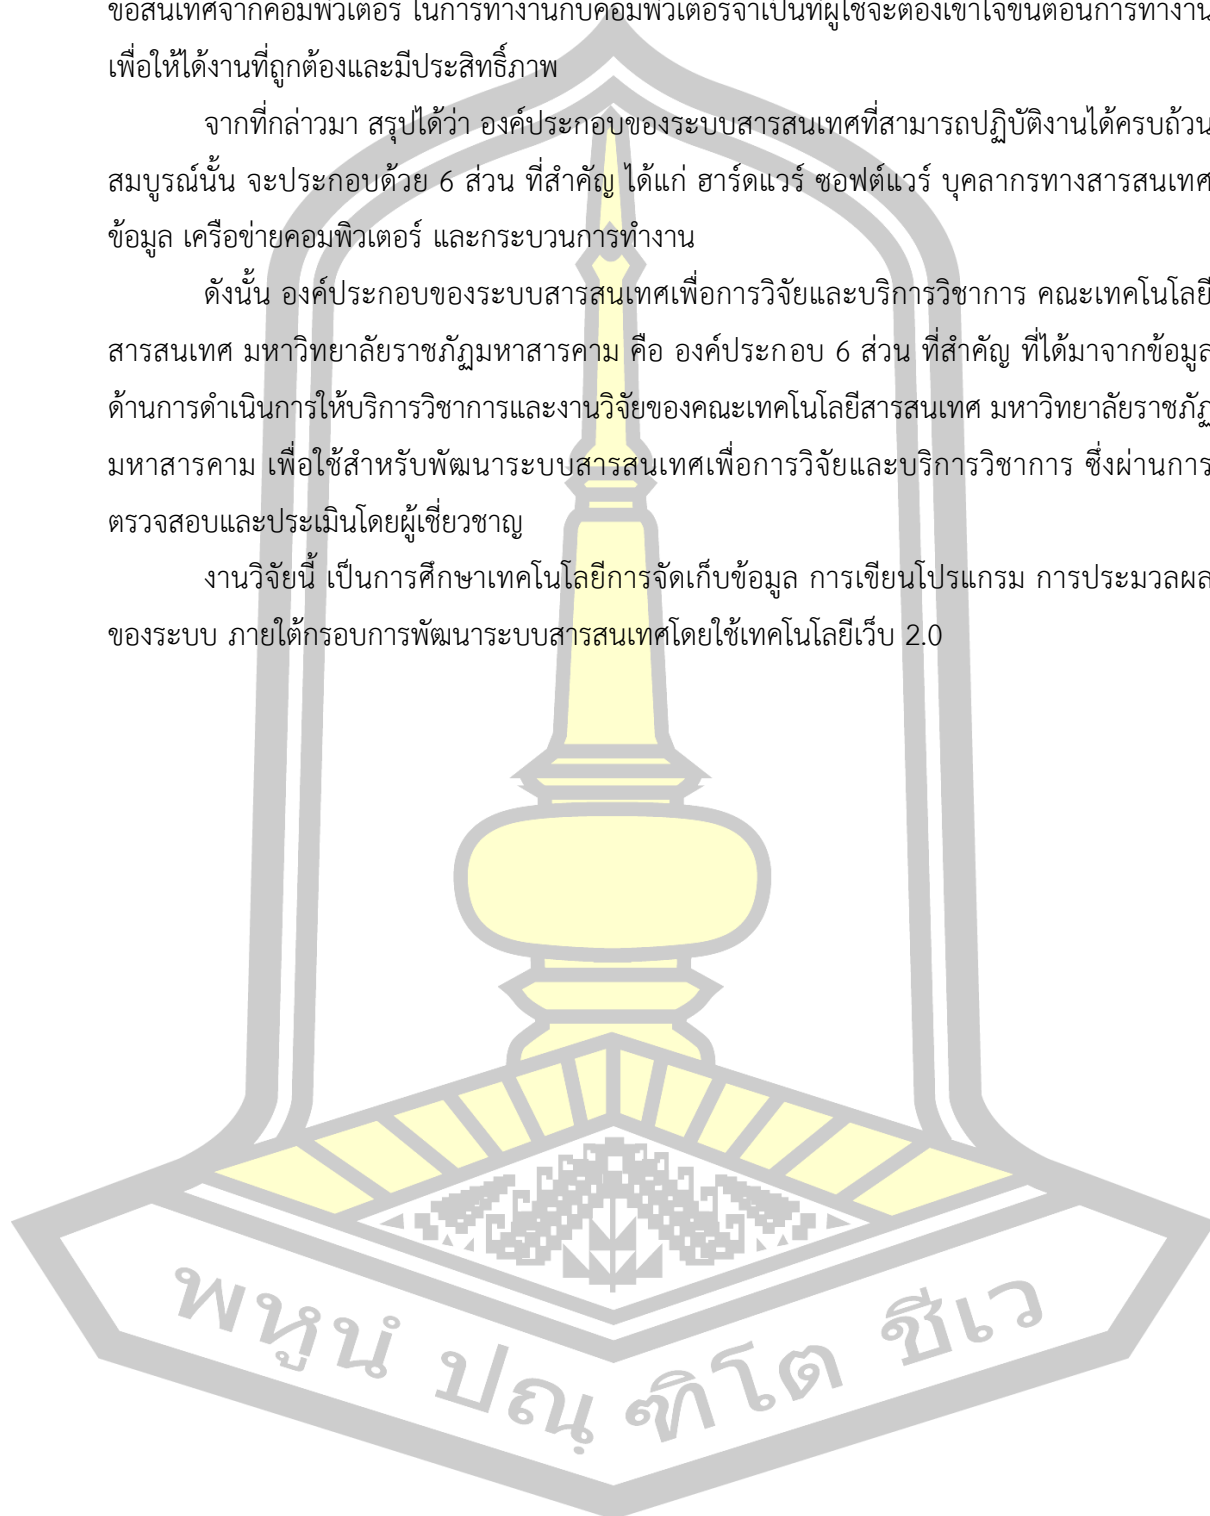 ขอสนเทศจากคอมพิวเตอร์ ในการทำงานกับคอมพิวเตอร์จำเป็นที่ผู้ใช้จะต้องเข้าใจขั้นตอนการทำงาน
เพื่อให้ได้งานที่ถูกต้องและมีประสิทธิ์ภาพ
จากที่กล่าวมา สรุปได้ว่า องค์ประกอบของระบบสารสนเทศที่สามารถปฏิบัติงานได้ครบถ้วน
สมบูรณ์นั้น จะประกอบด้วย 6 ส่วน ที่สำคัญ ได้แก่ ฮาร์ดแวร์ ซอฟต์แวร์ บุคลากรทางสารสนเทศ
ข้อมูล เครือข่ายคอมพิวเตอร์ และกระบวนการทำงาน
ดังนั้น องค์ประกอบของระบบสารสนเทศเพื่อการวิจัยและบริการวิชาการ คณะเทคโนโลยี
สารสนเทศ มหาวิทยาลัยราชภัฏมหาสารคาม คือ องค์ประกอบ 6 ส่วน ที่สำคัญ ที่ได้มาจากข้อมูล
ด้านการดำเนินการให้บริการวิชาการและงานวิจัยของคณะเทคโนโลยีสารสนเทศ มหาวิทยาลัยราชภัฏ
มหาสารคาม เพื่อใช้สำหรับพัฒนาระบบสารสนเทศเพื่อการวิจัยและบริการวิชาการ ซึ่งผ่านการ
ตรวจสอบและประเมินโดยผู้เชี่ยวชาญ
งานวิจัยนี้ เป็นการศึกษาเทคโนโลยีการจัดเก็บข้อมูล การเขียนโปรแกรม การประมวลผล
ของระบบ ภายใต้กรอบการพัฒนาระบบสารสนเทศโดยใช้เทคโนโลยีเว็บ 2.0
พหูนํ ปณฺ ฑิโต ชีเว